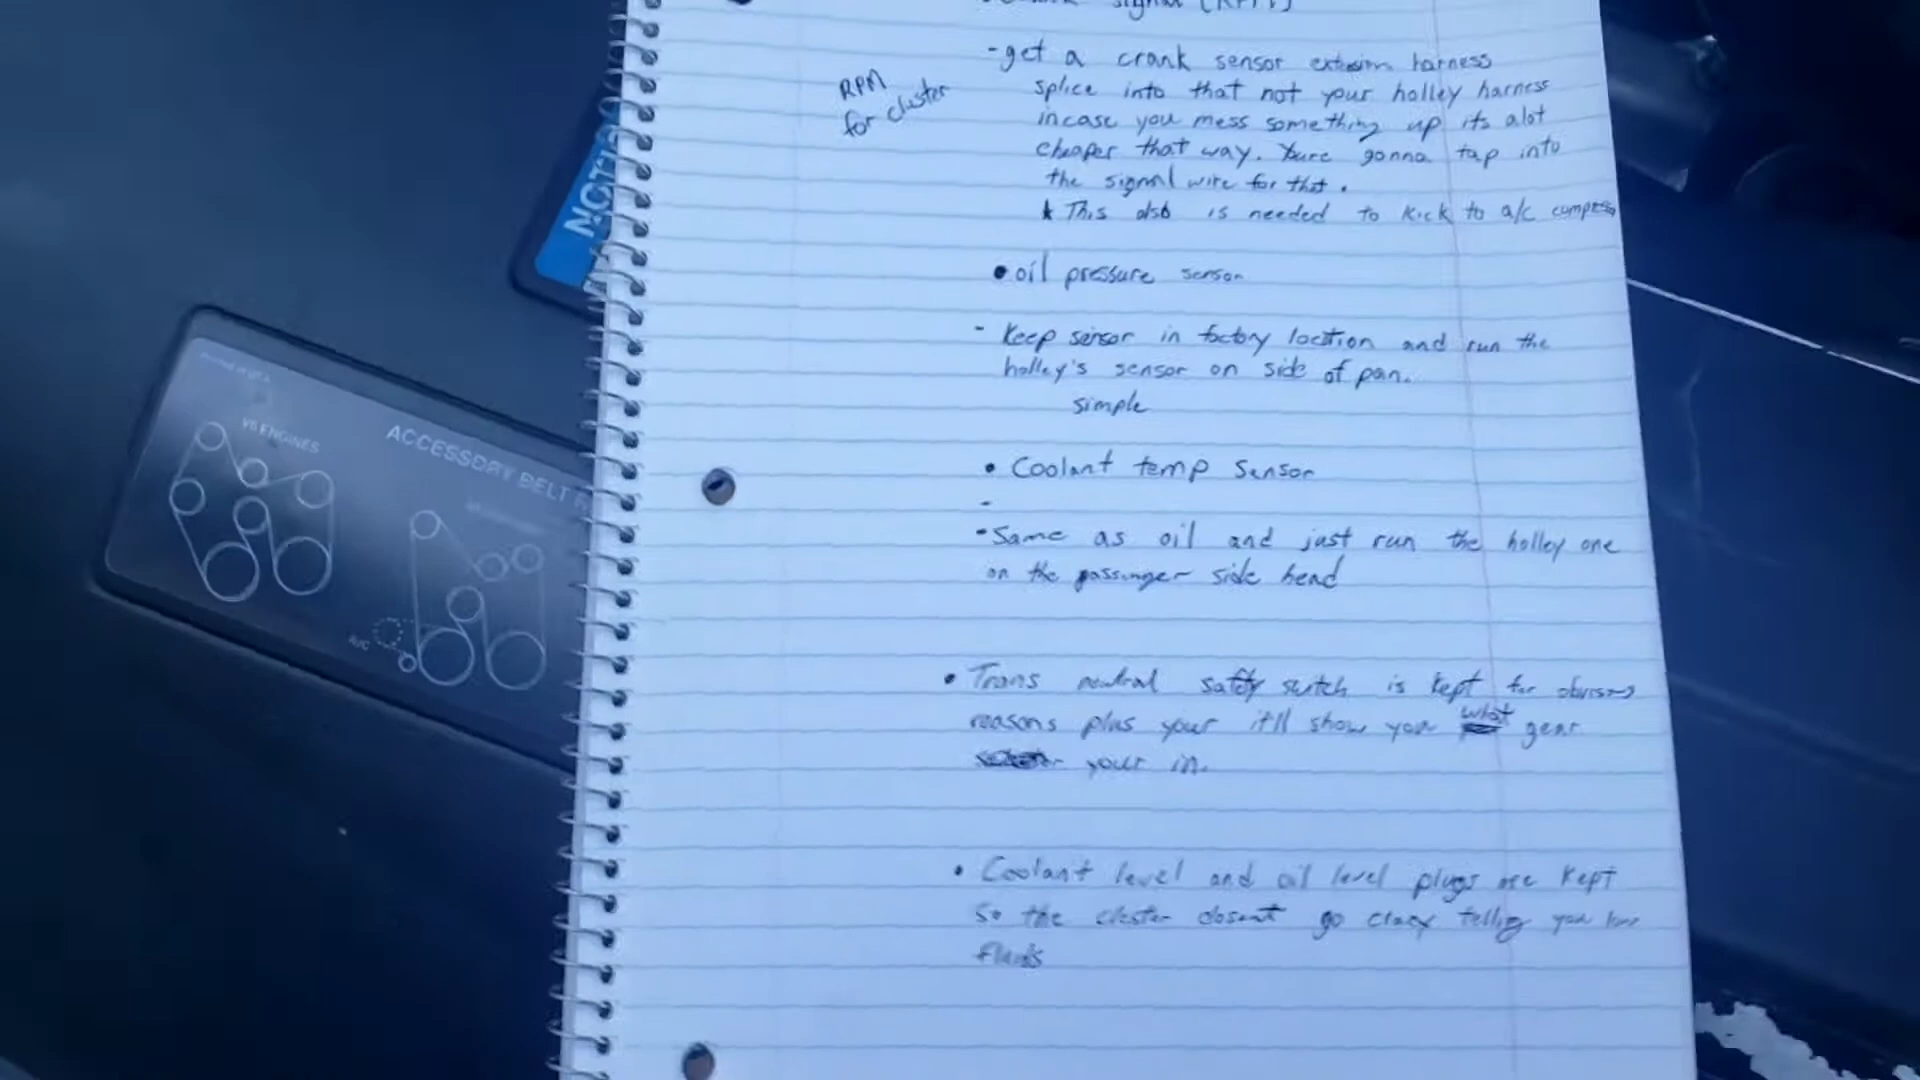 signal (RPM)
-get a crank sensor extension harness
RPM
for cluster
splice into that not your holley harness
incase you mess something up its alot
cheaper that way. Youre gonna tap into
the signal wire for that.
* This also is needed to kick to a/c compress
• oil pressure sensor
- Keep sensor in factory location and run the
holley's sensor on side of pan.
simple
• Coolant temp Sensor
-
-Same as oil and just run the holley one
on the passenger side head
• Trans neutral safety switch is kept for obvious
reasons plus your it'll show you what gear
your in.
• Coolant level and oil level plugs are kept
so the cluster dosent go crazy telling you low
fluids
NOTICE
V6 ENGINES
ACCESSORY BELT
A/C